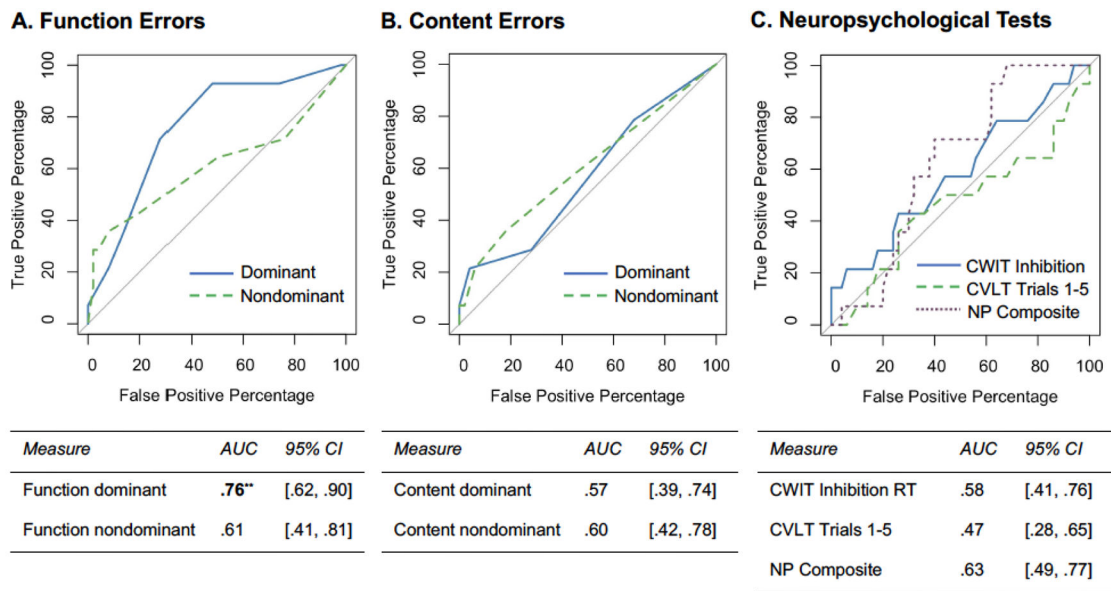 A. Function Errors
True Positive Percentage
100
80
60
40
20
0
Dominant
Nondominant
0 20 40 60 80 100
False Positive Percentage
Measure AUC 95% CI
Function dominant .76** [.62, .90]
Function nondominant .61 [.41, .81]
B. Content Errors
True Positive Percentage
100
80
60
40
20
0
Dominant
Nondominant
0 20 40 60 80 100
False Positive Percentage
Measure AUC 95% CI
Content dominant .57 [.39, .74]
Content nondominant .60 [.42, .78]
C. Neuropsychological Tests
True Positive Percentage
100
80
60
40
20
0
CWIT Inhibition
CVLT Trials 1-5
NP Composite
0 20 40 60 80 100
False Positive Percentage
Measure AUC 95% CI
CWIT Inhibition RT .58 [.41, .76]
CVLT Trials 1-5 .47 [.28, .65]
NP Composite .63 [.49, .77]